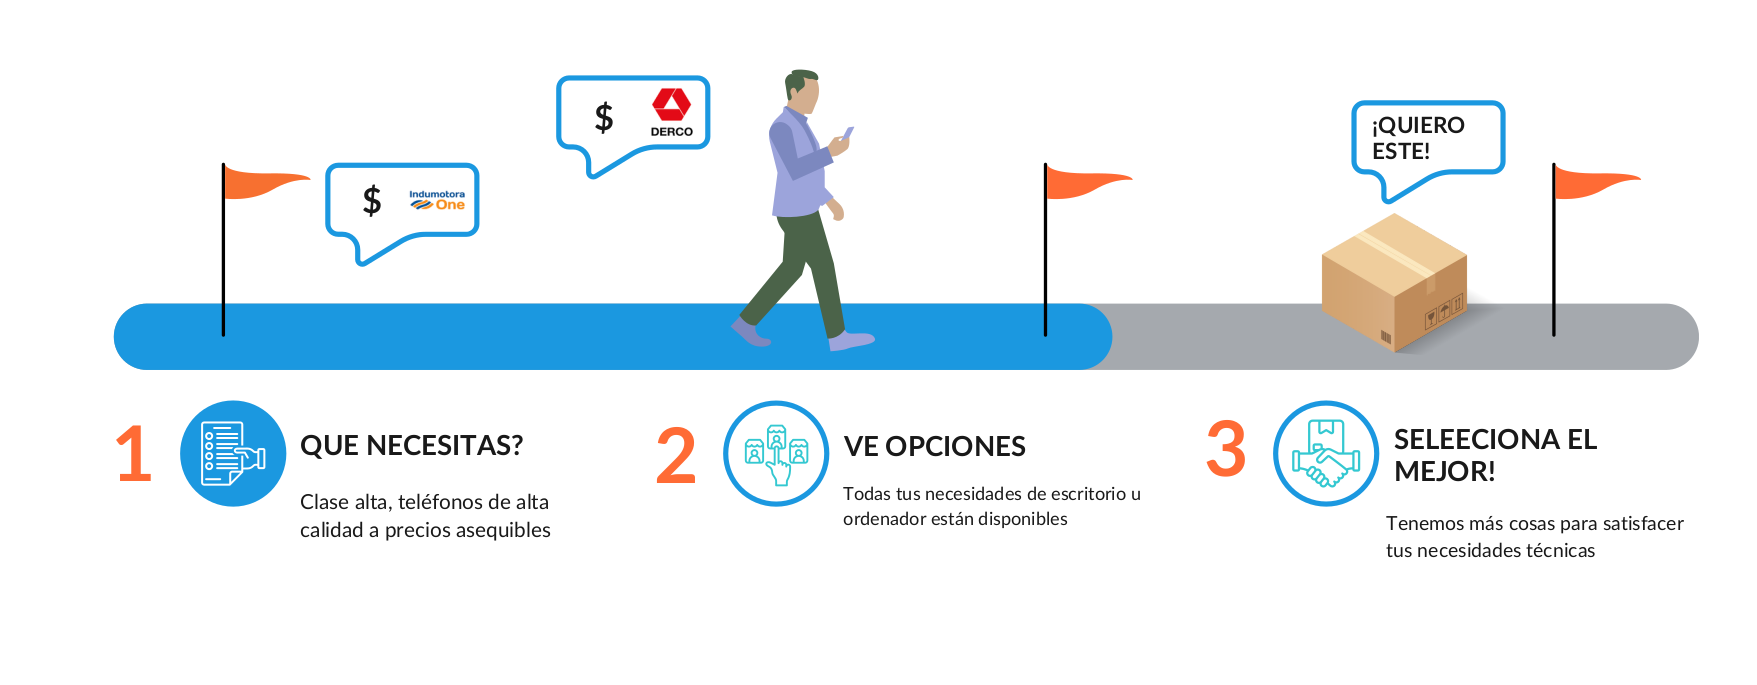 $
Indumotora
One
$
DERCO
¡QUIERO
ESTE!
1
QUE NECESITAS?
Clase alta, teléfonos de alta
calidad a precios asequibles
2
VE OPCIONES
Todas tus necesidades de escritorio u
ordenador están disponibles
3
SELEECIONA EL
MEJOR!
Tenemos más cosas para satisfacer
tus necesidades técnicas